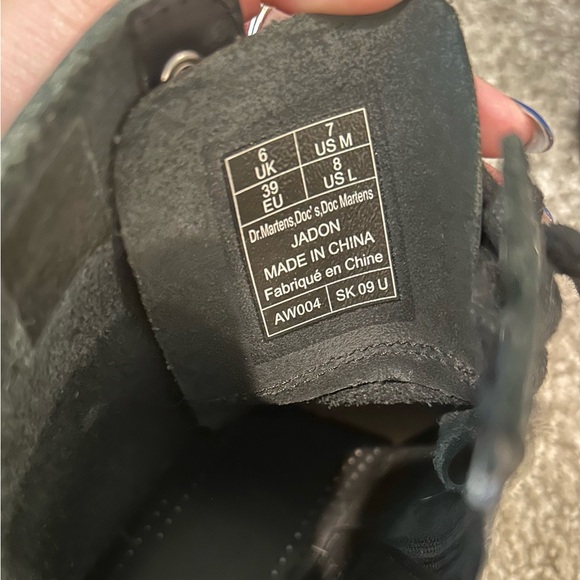 6 UK
7 US M
39 EU
8 US L
Dr.Martens,Doc's,Doc Martens
JADON
MADE IN CHINA
Fabriqué en Chine
AW004
SK 09 U